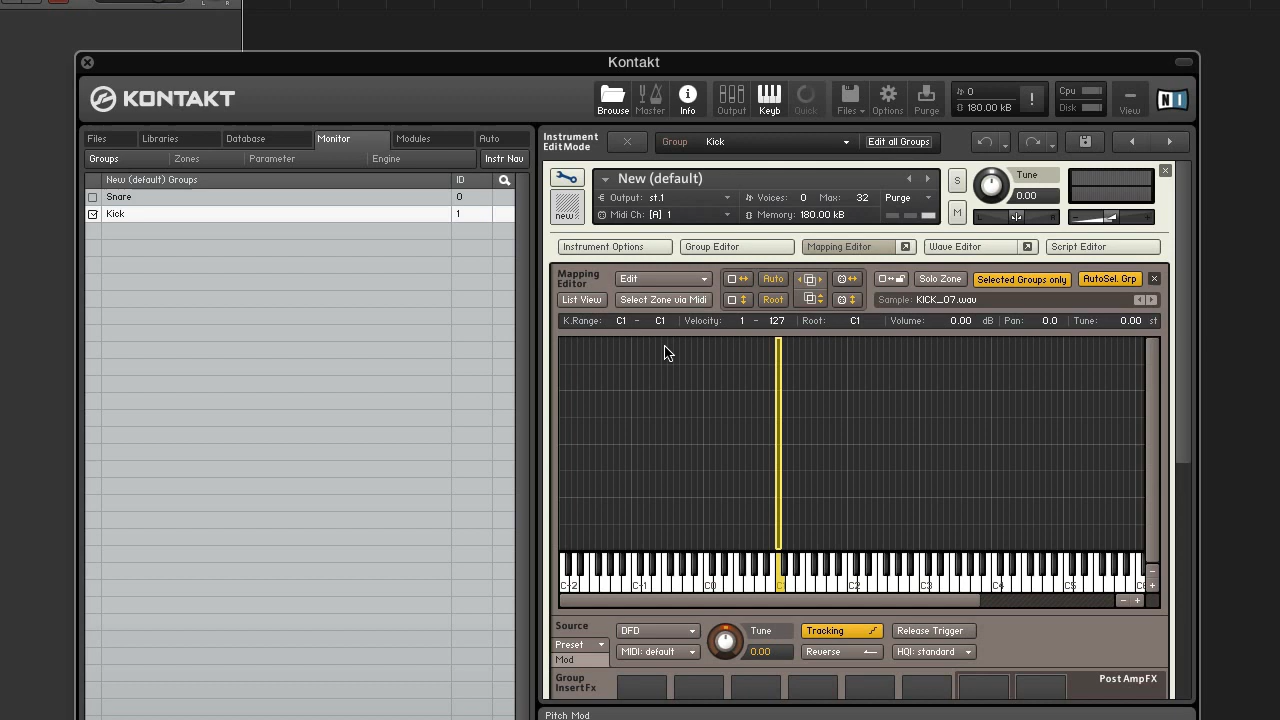 Kontakt
KONTAKT
Browse Master Info Output Keyb Quick Files Options Purge
0
180.00 kB
!
Cpu
Disk
View
NI
Files Libraries Database Monitor Modules Auto
Groups Zones Parameter Engine Instr Nav
New (default) Groups ID
Snare 0
Kick 1
Instrument
Edit Mode
Group Kick Edit all Groups
New (default)
Output: st.1 Voices: 0 Max: 32 Purge
Midi Ch: [A] 1 Memory: 180.00 kB
new
S
M
Tune
0.00
Instrument Options Group Editor Mapping Editor Wave Editor Script Editor
Mapping
Editor
Edit Auto Solo Zone Selected Groups only AutoSel. Grp
List View Select Zone via Midi Root Sample: KICK_07.wav
K.Range: C1 - C1 Velocity: 1 - 127 Root: C1 Volume: 0.00 dB Pan: 0.0 Tune: 0.00 st
C-2 C-1 C0 C1 C2 C3 C4 C5
Source
Preset
Mod
DFD Tune Tracking Release Trigger
MIDI: default 0.00 Reverse HQI: standard
Group
InsertFx
Post AmpFX
Pitch Mod